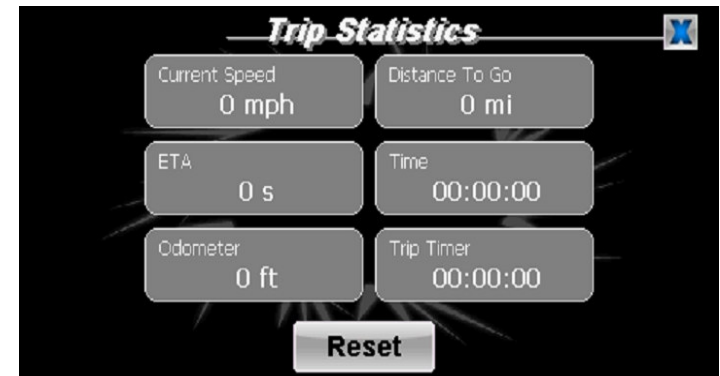 Trip Statistics
X
Current Speed
0 mph
Distance To Go
0 mi
ETA
0 s
Time
00:00:00
Odometer
0 ft
Trip Timer
00:00:00
Reset